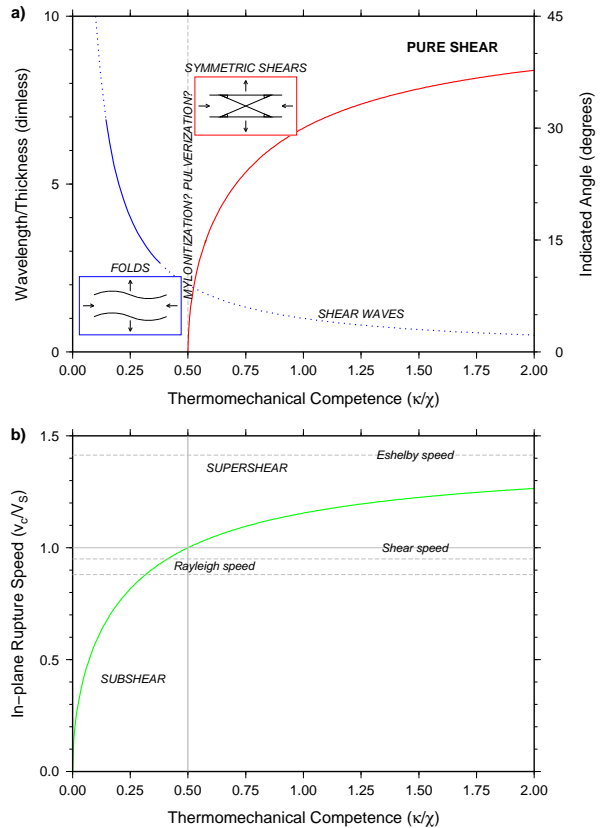 a)
10
5
0
Wavelength/Thickness (dimless)
45
30
15
0
Indicated Angle (degrees)
PURE SHEAR
SYMMETRIC SHEARS
MYLONITIZATION? PULVERIZATION?
FOLDS
SHEAR WAVES
0.00 0.25 0.50 0.75 1.00 1.25 1.50 1.75 2.00
Thermomechanical Competence (κ/χ)
b)
1.5
1.0
0.5
0.0
In−plane Rupture Speed (vc/VS)
Eshelby speed
SUPERSHEAR
Shear speed
Rayleigh speed
SUBSHEAR
0.00 0.25 0.50 0.75 1.00 1.25 1.50 1.75 2.00
Thermomechanical Competence (κ/χ)